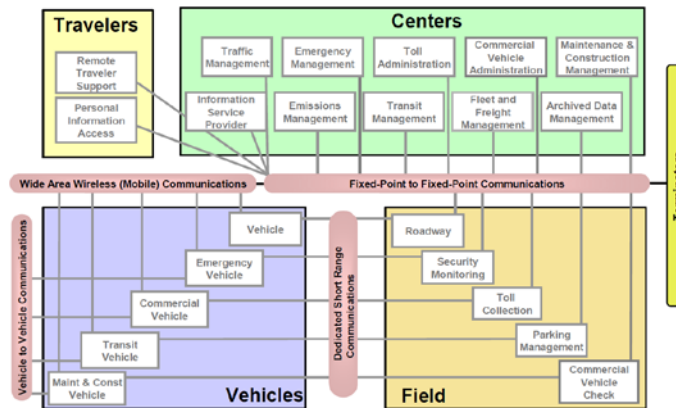 Travelers
Remote
Traveler
Support
Personal
Information
Access
Centers
Traffic
Management
Emergency
Management
Toll
Administration
Commercial
Vehicle
Administration
Maintenance &
Construction
Management
Information
Service
Provider
Emissions
Management
Transit
Management
Fleet and
Freight
Management
Archived Data
Management
Wide Area Wireless (Mobile) Communications
Fixed-Point to Fixed-Point Communications
Vehicle to Vehicle Communications
Vehicle
Emergency
Vehicle
Commercial
Vehicle
Transit
Vehicle
Maint & Const
Vehicle
Vehicles
Dedicated Short Range
Communications
Roadway
Security
Monitoring
Toll
Collection
Parking
Management
Commercial
Vehicle
Check
Field